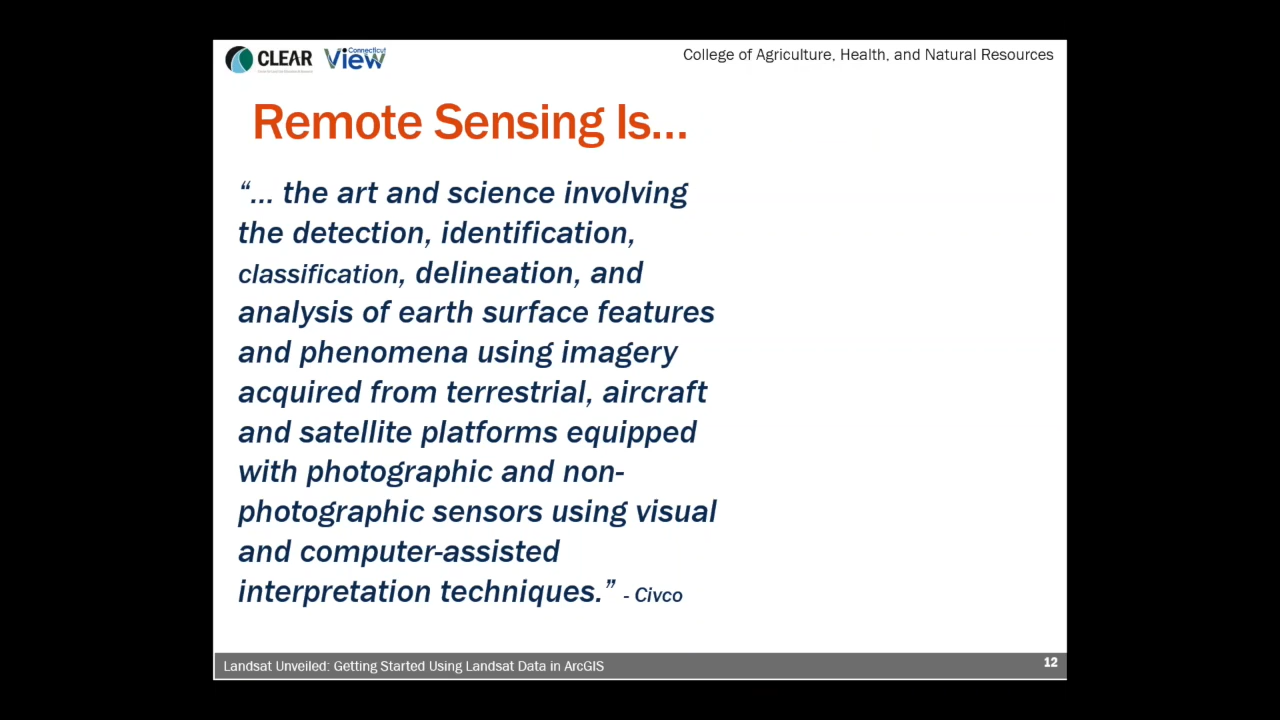 CLEAR
Connecticut
View
College of Agriculture, Health, and Natural Resources
Remote Sensing Is...
“... the art and science involving
the detection, identification,
classification, delineation, and
analysis of earth surface features
and phenomena using imagery
acquired from terrestrial, aircraft
and satellite platforms equipped
with photographic and non-
photographic sensors using visual
and computer-assisted
interpretation techniques.” - Civco
Landsat Unveiled: Getting Started Using Landsat Data in ArcGIS
12